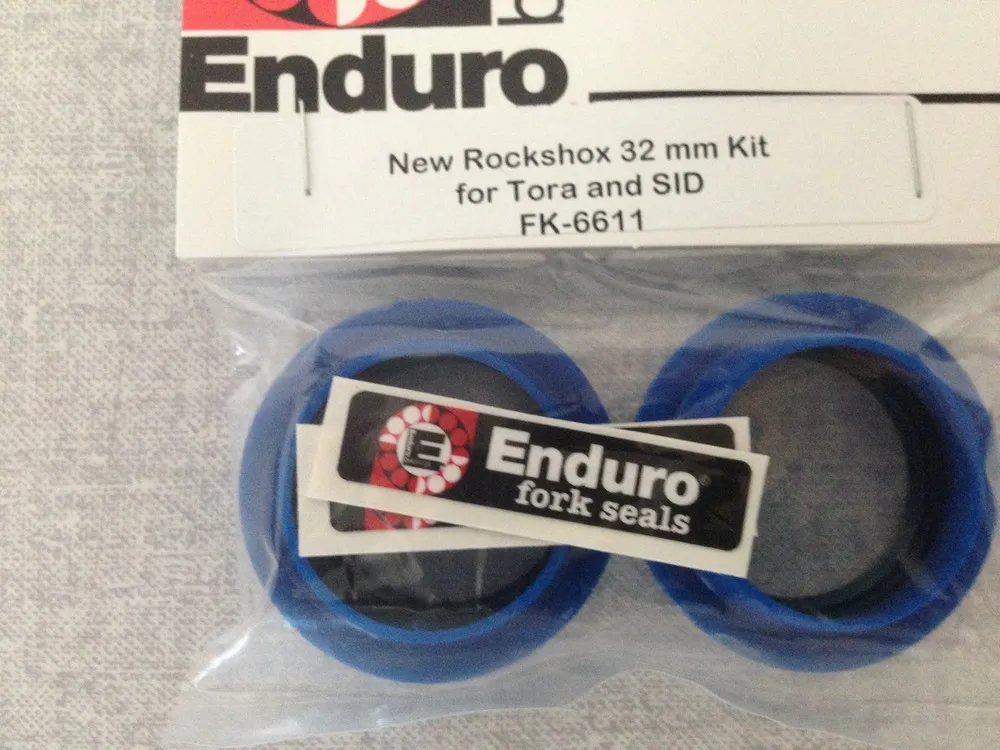 Enduro
New Rockshox 32 mm Kit
for Tora and SID
FK-6611
E
Enduro®
fork seals